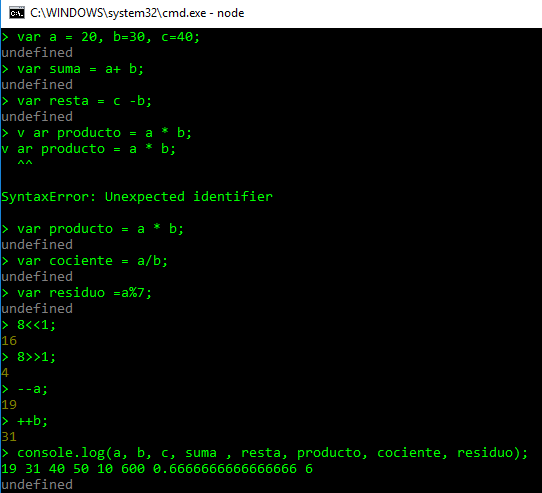 C:\WINDOWS\system32\cmd.exe - node
> var a = 20, b=30, c=40;
undefined
> var suma = a+ b;
undefined
> var resta = c -b;
undefined
> v ar producto = a * b;
v ar producto = a * b;
  ^^
SyntaxError: Unexpected identifier
> var producto = a * b;
undefined
> var cociente = a/b;
undefined
> var residuo =a%7;
undefined
> 8<<1;
16
> 8>>1;
4
> --a;
19
> ++b;
31
> console.log(a, b, c, suma , resta, producto, cociente, residuo);
19 31 40 50 10 600 0.6666666666666666 6
undefined